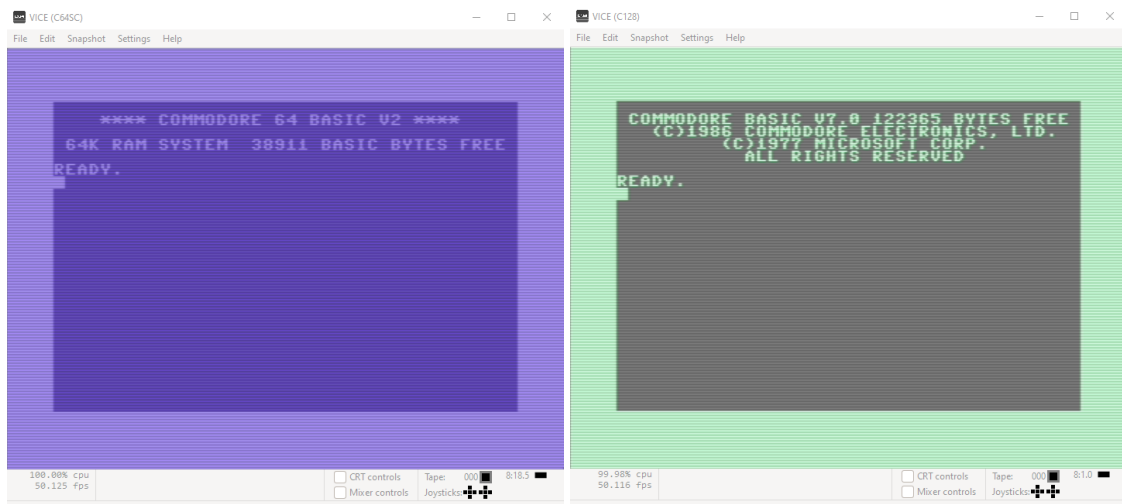 VICE (C64SC)
File Edit Snapshot Settings Help
**** COMMODORE 64 BASIC V2 ****
64K RAM SYSTEM 38911 BASIC BYTES FREE
READY.
100.00% cpu
50.125 fps
CRT controls
Mixer controls
Tape: 000
Joysticks:
8:18.5
VICE (C128)
File Edit Snapshot Settings Help
COMMODORE BASIC V7.0 122365 BYTES FREE
(C)1986 COMMODORE ELECTRONICS, LTD.
(C)1977 MICROSOFT CORP.
ALL RIGHTS RESERVED
READY.
99.98% cpu
50.116 fps
CRT controls
Mixer controls
Tape: 000
Joysticks:
8:1.0